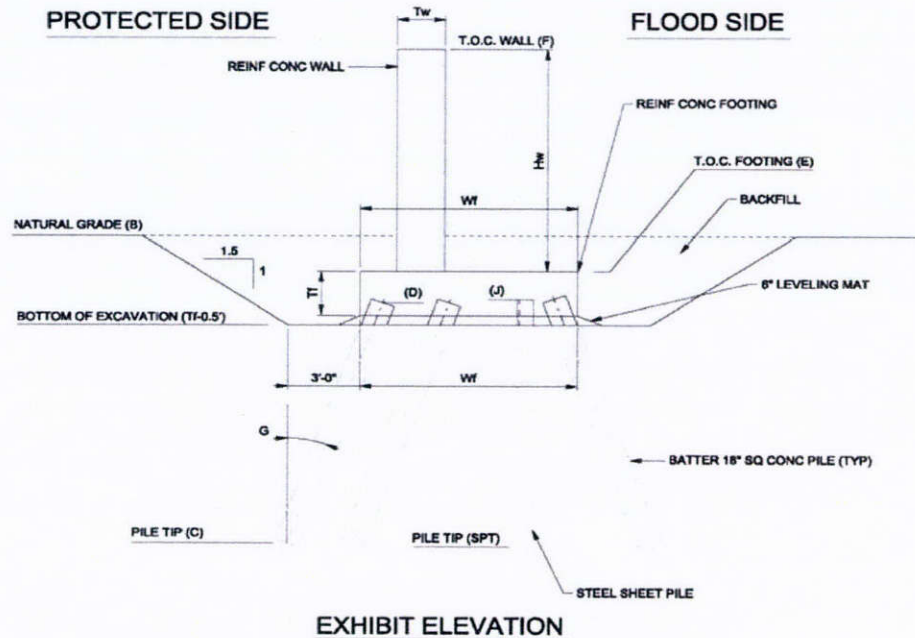 PROTECTED SIDE
Tw
FLOOD SIDE
T.O.C. WALL (F)
REINF CONC WALL
REINF CONC FOOTING
Hw
T.O.C. FOOTING (E)
Wf
BACKFILL
NATURAL GRADE (B)
1.5
1
6" LEVELING MAT
Tf
(D)
(J)
BOTTOM OF EXCAVATION (Tf-0.5')
3'-0"
Wf
G
BATTER 18" SQ CONC PILE (TYP)
PILE TIP (C)
PILE TIP (SPT)
STEEL SHEET PILE
EXHIBIT ELEVATION